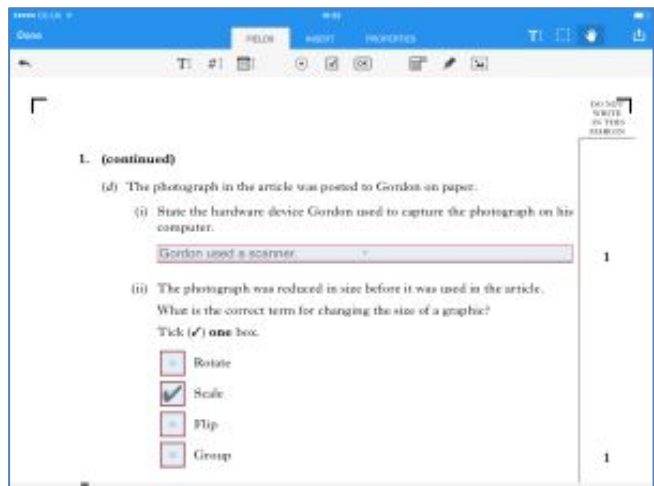 Done FIELDS INSERT PROPERTIES T
T #
DO NOT
WRITE
IN THIS
MARGIN
1. (continued)
(d) The photograph in the article was posted to Gordon on paper.
(i) State the hardware device Gordon used to capture the photograph on his
computer.
Gordon used a scanner.
1
(ii) The photograph was reduced in size before it was used in the article.
What is the correct term for changing the size of a graphic?
Tick (✓) one box.
Rotate
✓ Scale
Flip
Group
1